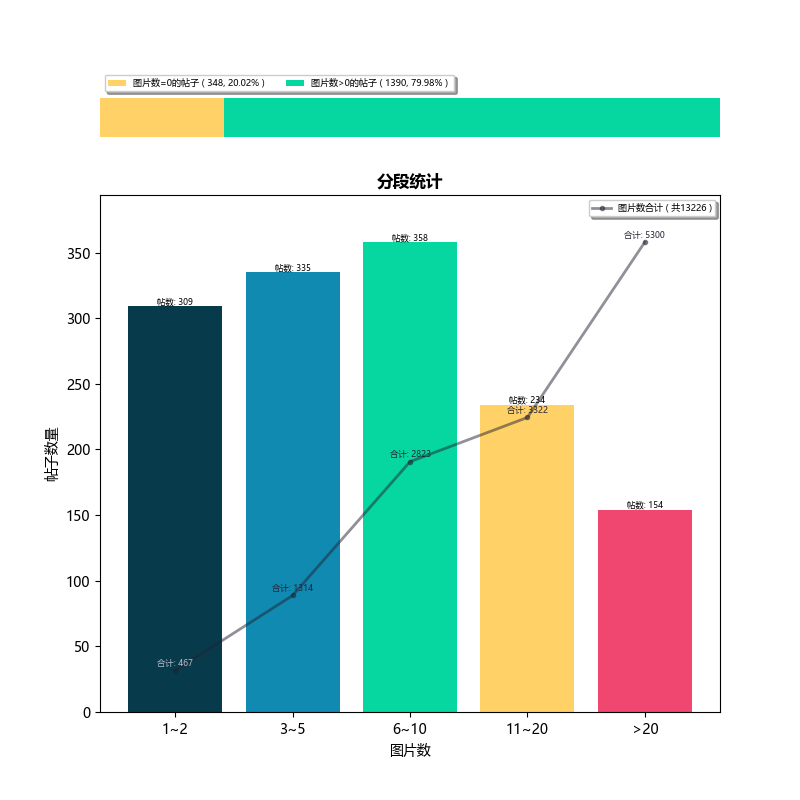 图片数=0的帖子 ( 348, 20.02% ) 图片数>0的帖子 ( 1390, 79.98% )
分段统计
图片数合计 ( 共13226 )
合计: 5300
帖数: 358
帖数: 335
帖数: 309
帖数: 234
合计: 3322
合计: 2823
帖数: 154
合计: 1314
合计: 467
350
300
250
200
150
100
50
0
帖子数量
1~2 3~5 6~10 11~20 >20
图片数